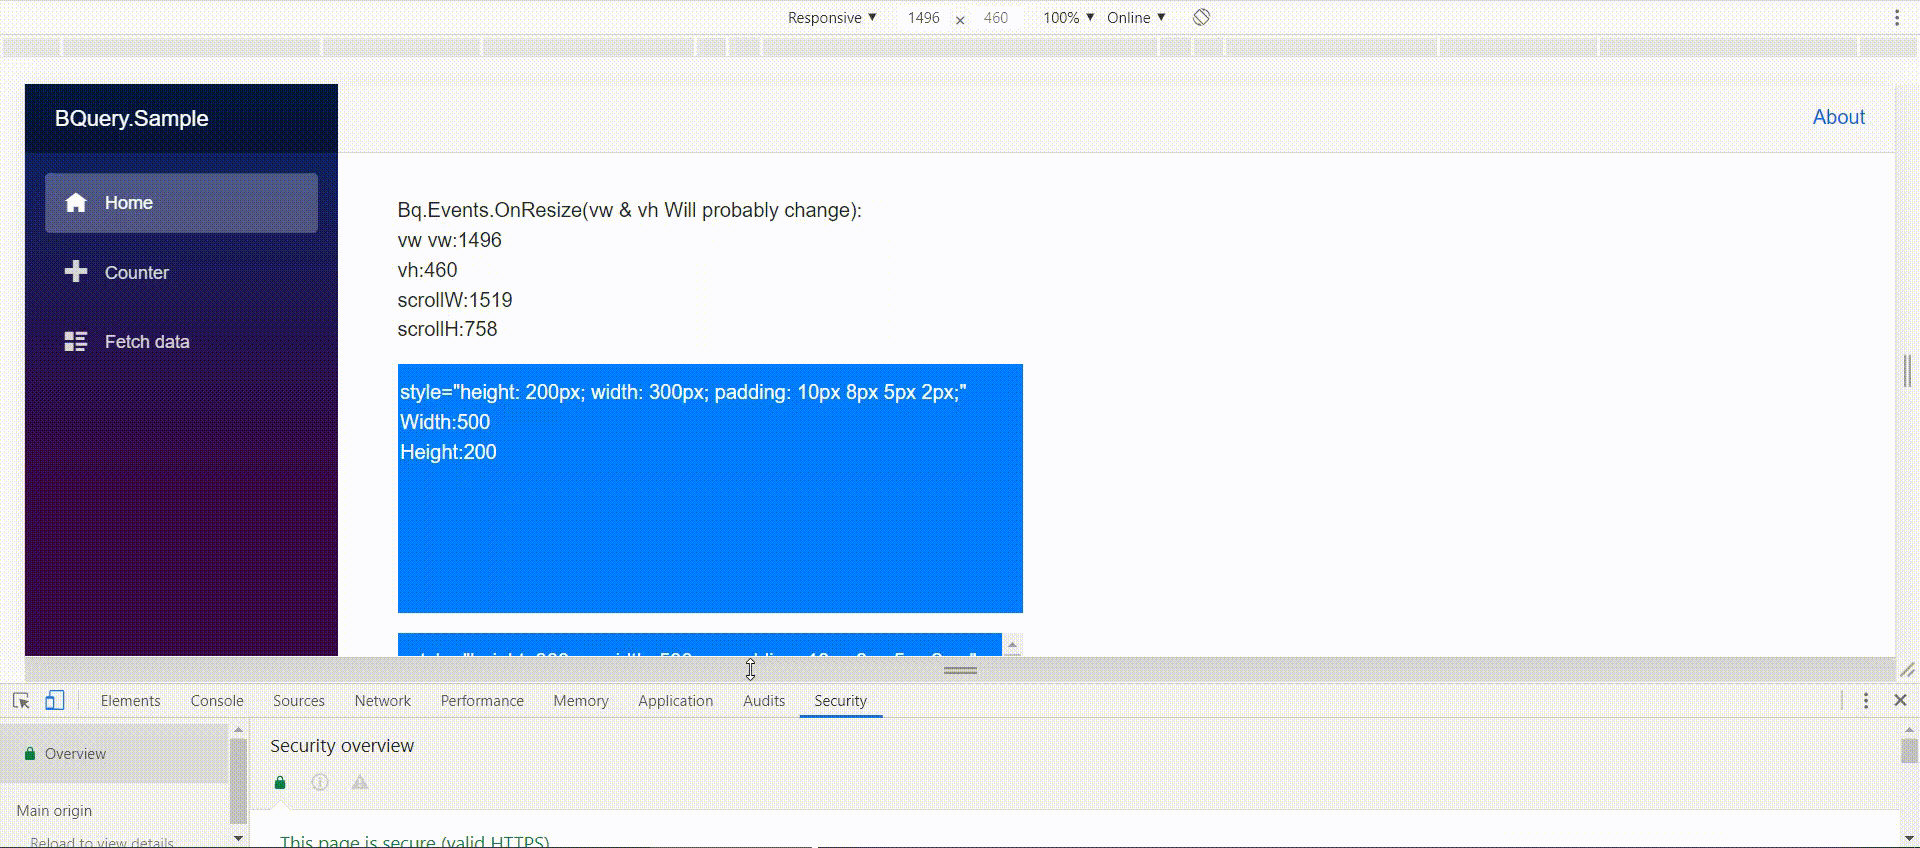 Responsive ▼ 1496 × 460 100% ▼ Online ▼
BQuery.Sample
About
Home
Counter
Fetch data
Bq.Events.OnResize(vw & vh Will probably change):
vw vw:1496
vh:460
scrollW:1519
scrollH:758
style="height: 200px; width: 300px; padding: 10px 8px 5px 2px;"
Width:500
Height:200
Elements Console Sources Network Performance Memory Application Audits Security
Overview
Main origin
Reload to view details
Security overview
This page is secure (valid HTTPS)